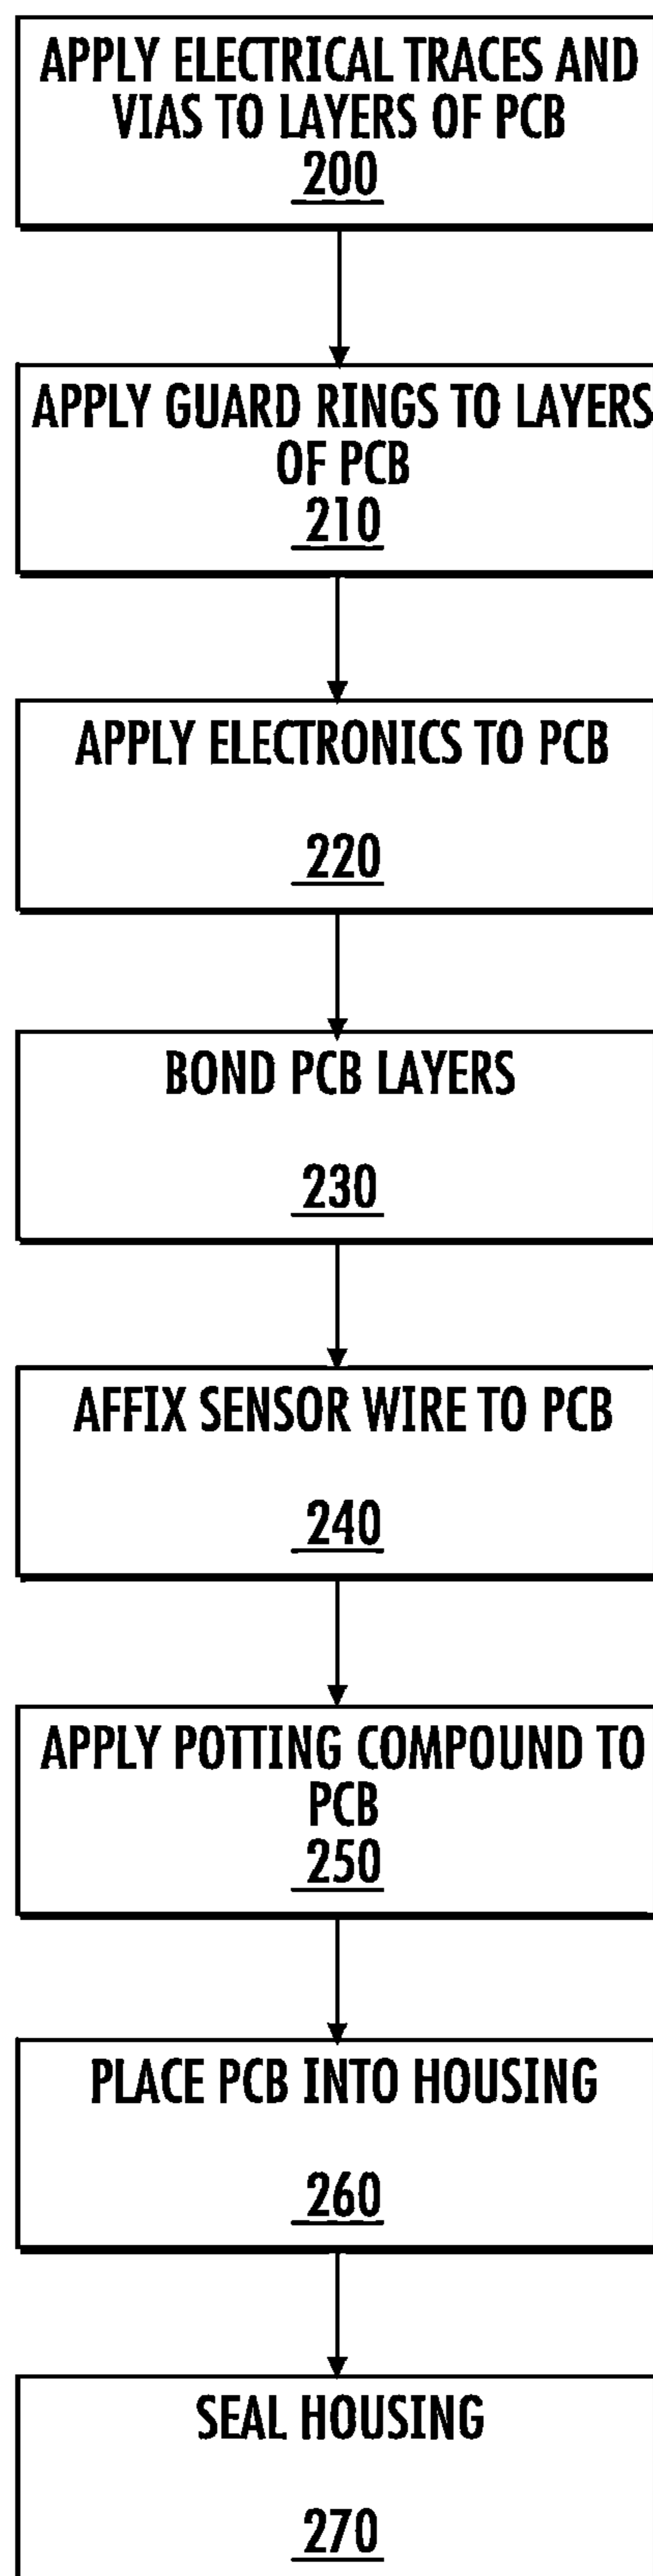 APPLY ELECTRICAL TRACES AND
VIAS TO LAYERS OF PCB
200
APPLY GUARD RINGS TO LAYERS
OF PCB
210
APPLY ELECTRONICS TO PCB
220
BOND PCB LAYERS
230
AFFIX SENSOR WIRE TO PCB
240
APPLY POTTING COMPOUND TO
PCB
250
PLACE PCB INTO HOUSING
260
SEAL HOUSING
270